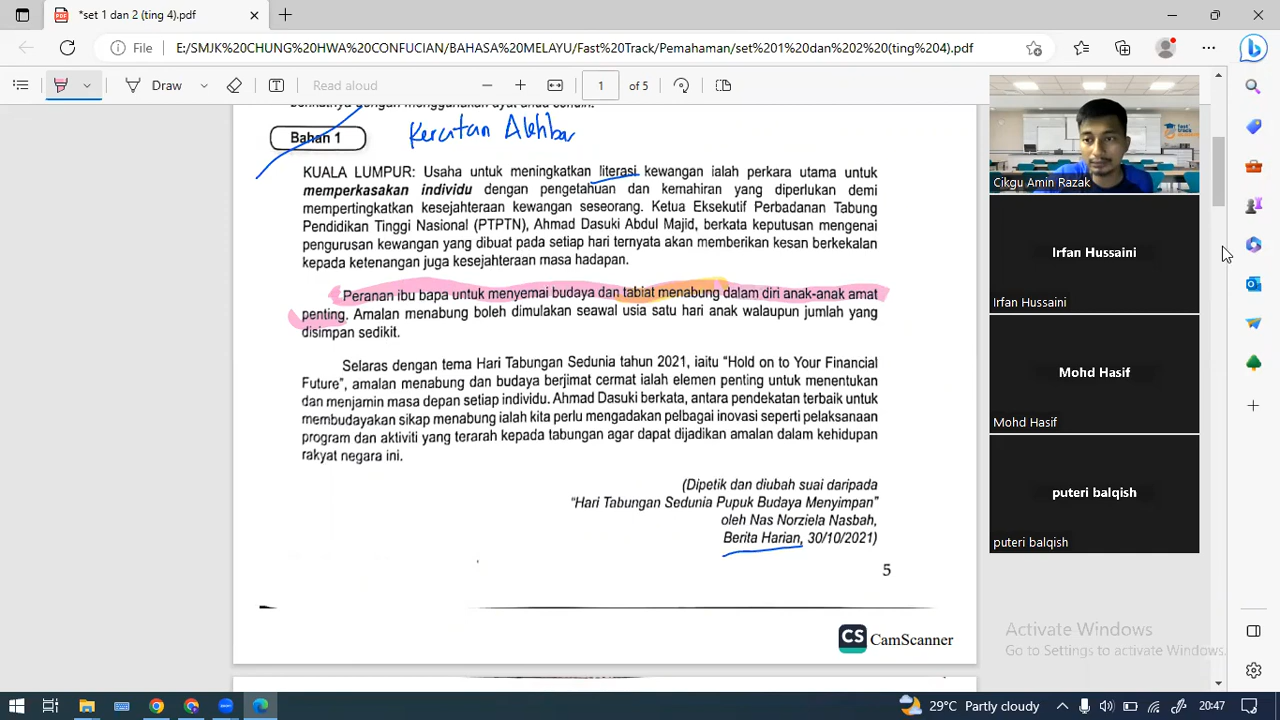 *set 1 dan 2 (ting 4).pdf
File E:/SMJK%20CHUNG%20HWA%20CONFUCIAN/BAHASA%20MELAYU/Fast%20Track/Pemahaman/set%201%20dan%202%20(ting%204).pdf
Draw
Read aloud
1 of 5
berikutnya dengan menggunakan ayat anda sendiri.
Bahan 1
Keratan Akhbar
KUALA LUMPUR: Usaha untuk meningkatkan literasi kewangan ialah perkara utama untuk
memperkasakan individu dengan pengetahuan dan kemahiran yang diperlukan demi
mempertingkatkan kesejahteraan kewangan seseorang. Ketua Eksekutif Perbadanan Tabung
Pendidikan Tinggi Nasional (PTPTN), Ahmad Dasuki Abdul Majid, berkata keputusan mengenai
pengurusan kewangan yang dibuat pada setiap hari ternyata akan memberikan kesan berkekalan
kepada ketenangan juga kesejahteraan masa hadapan.
Peranan ibu bapa untuk menyemai budaya dan tabiat menabung dalam diri anak-anak amat
penting. Amalan menabung boleh dimulakan seawal usia satu hari anak walaupun jumlah yang
disimpan sedikit.
Selaras dengan tema Hari Tabungan Sedunia tahun 2021, iaitu “Hold on to Your Financial
Future”, amalan menabung dan budaya berjimat cermat ialah elemen penting untuk menentukan
dan menjamin masa depan setiap individu. Ahmad Dasuki berkata, antara pendekatan terbaik untuk
membudayakan sikap menabung ialah kita perlu mengadakan pelbagai inovasi seperti pelaksanaan
program dan aktiviti yang terarah kepada tabungan agar dapat dijadikan amalan dalam kehidupan
rakyat negara ini.
(Dipetik dan diubah suai daripada
“Hari Tabungan Sedunia Pupuk Budaya Menyimpan”
oleh Nas Norziela Nasbah,
Berita Harian, 30/10/2021)
5
CS CamScanner
Cikgu Amin Razak
Irfan Hussaini
Irfan Hussaini
Mohd Hasif
Mohd Hasif
puteri balqish
puteri balqish
Activate Windows
Go to Settings to activate Windows.
29°C Partly cloudy
20:47